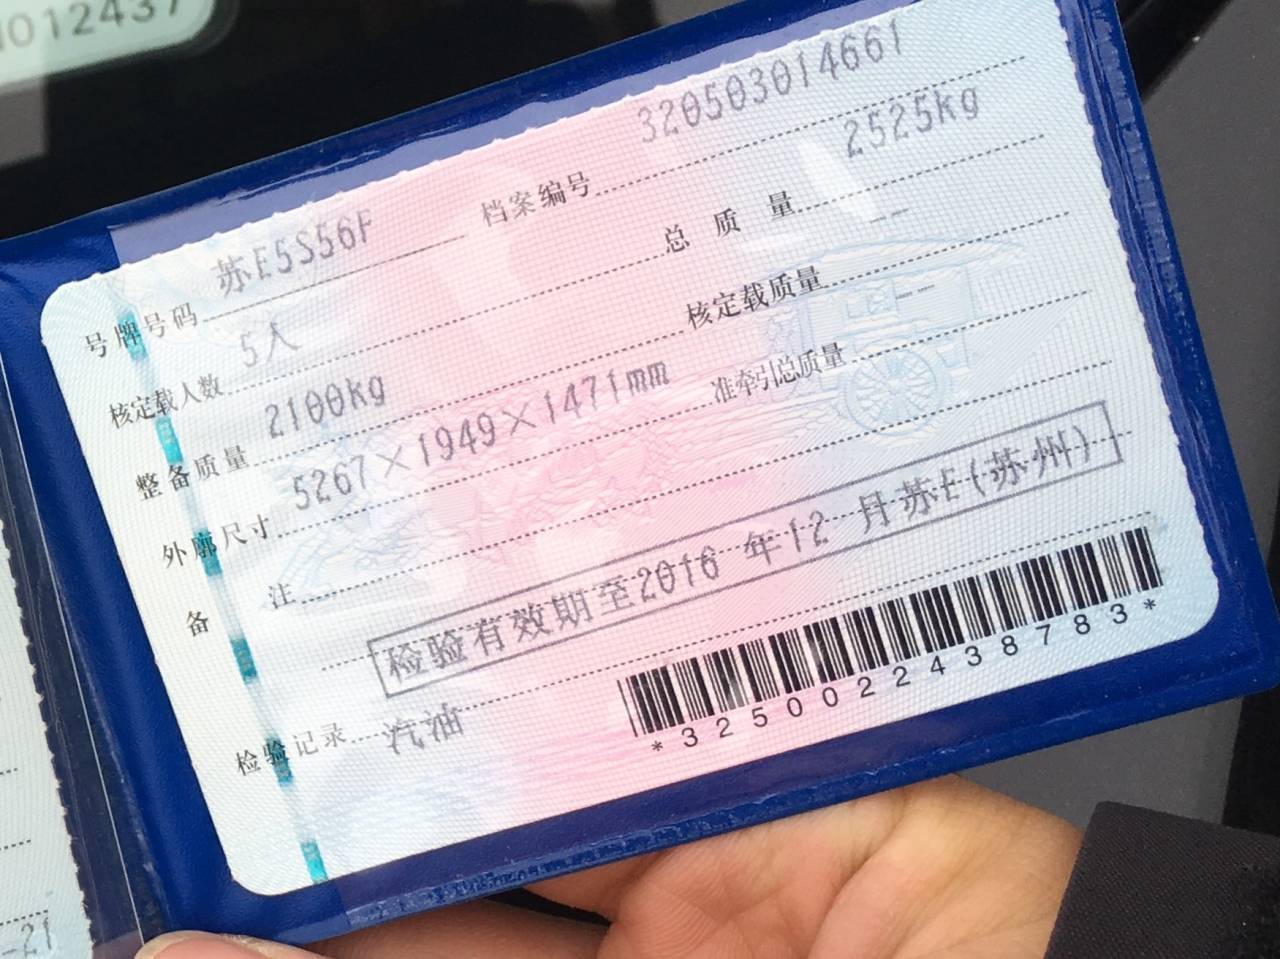 012437
号牌号码 苏E5S56F 档案编号 320503014661
核定载人数 5人 总质量 2525kg
整备质量 2100kg 核定载质量
外廓尺寸 5267×1949×1471mm 准牵引总质量
备注
检验有效期至2016年12月苏E(苏州)
检验记录 汽油
*3250022438783*
-21